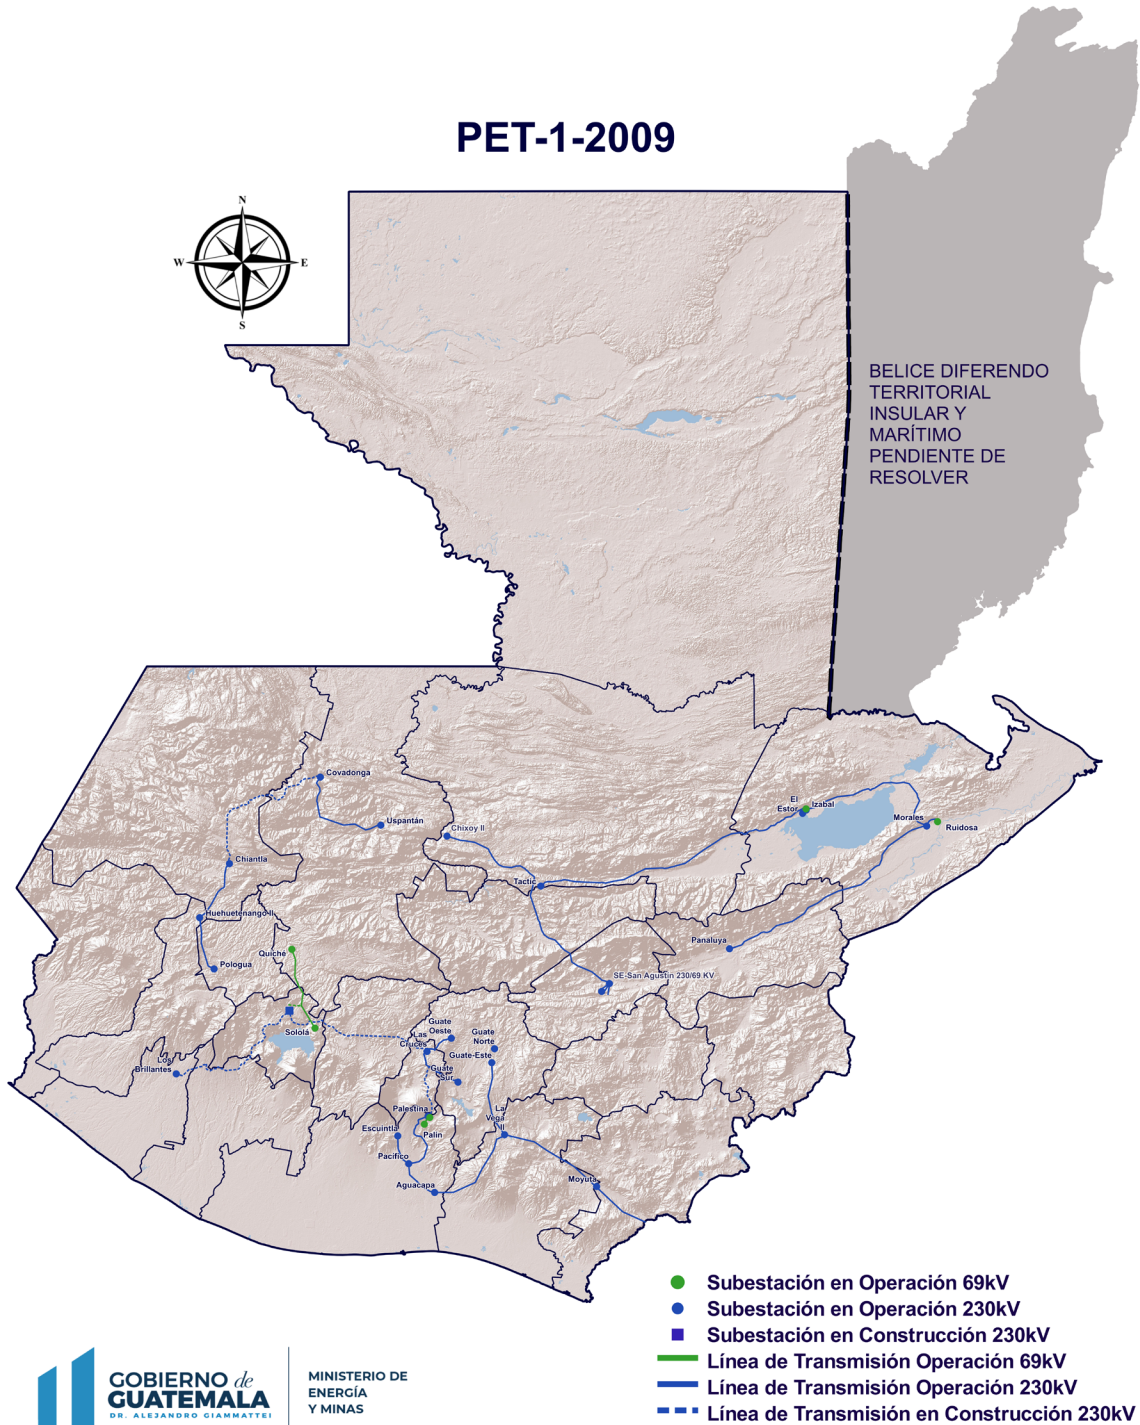 PET-1-2009
N
W
E
S
BELICE DIFERENDO
TERRITORIAL
INSULAR Y
MARÍTIMO
PENDIENTE DE
RESOLVER
Covadonga
Uspantán
Chixoy II
El
Estor
Izabal
Morales
Ruidosa
Chiantla
Tactic
Huehuetenango II
Panaluya
Quiché
Pologua
SE-San Agustín 230/69 KV
Sololá
Las
Cruces
Guate
Oeste
Guate
Norte
Guate-Este
Los
Brillantes
Guate
Sur
Palestina
La
Vega
II
Escuintla
Palín
Pacífico
Aguacapa
Moyuta
Subestación en Operación 69kV
Subestación en Operación 230kV
Subestación en Construcción 230kV
Línea de Transmisión Operación 69kV
Línea de Transmisión Operación 230kV
Línea de Transmisión en Construcción 230kV
GOBIERNO de
GUATEMALA
DR. ALEJANDRO GIAMMATTEI
MINISTERIO DE
ENERGÍA
Y MINAS